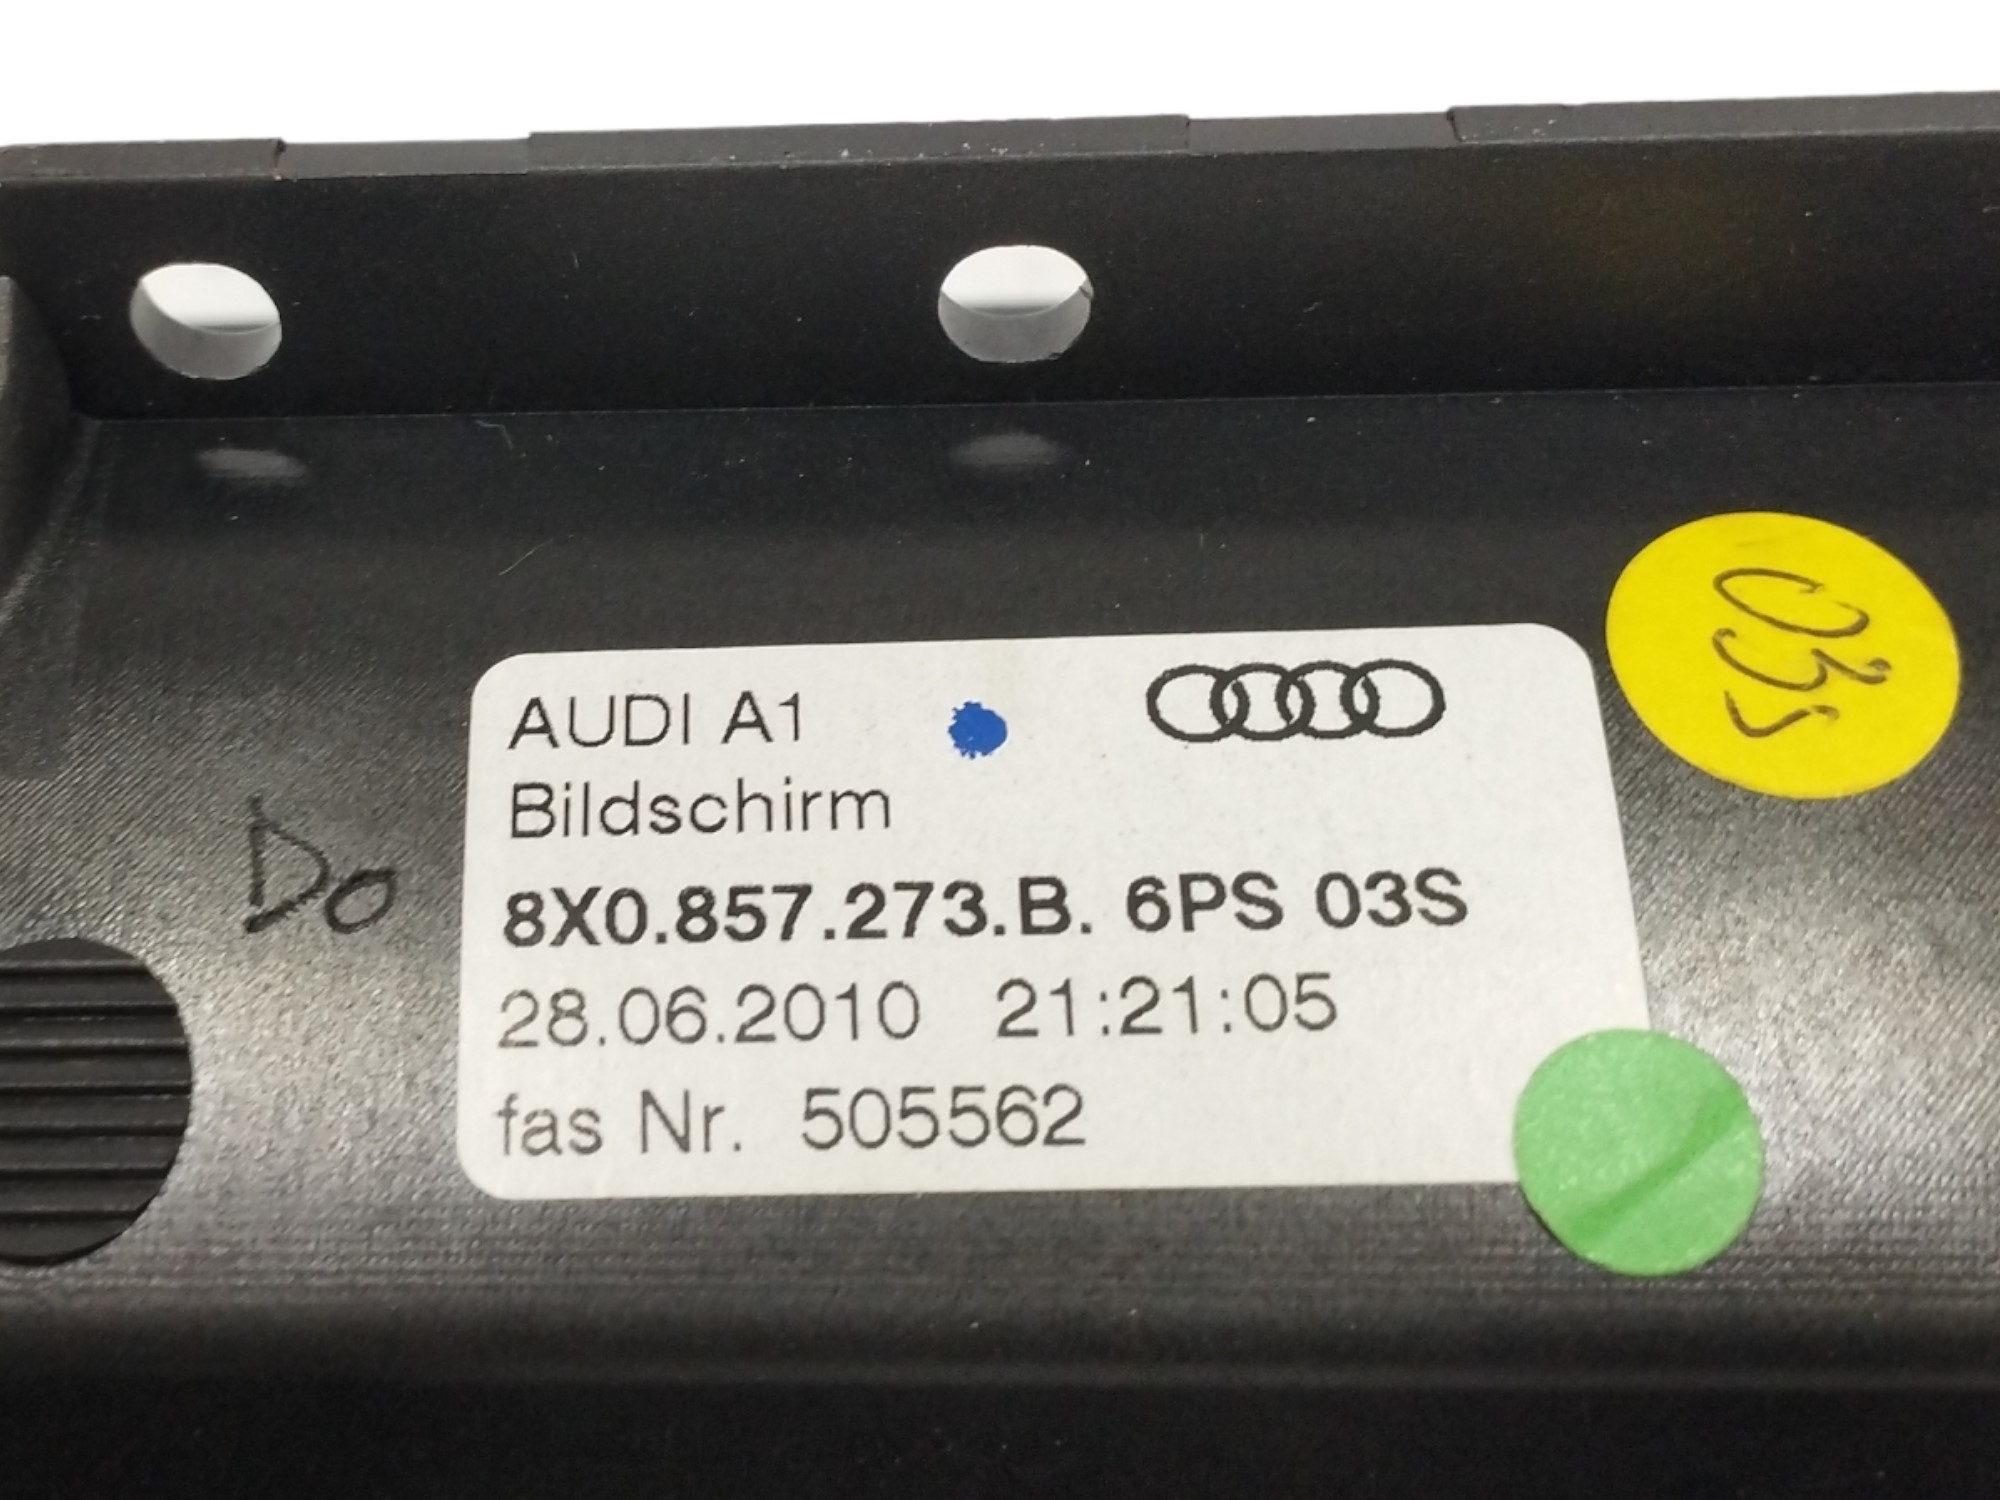 AUDI A1
Bildschirm
8X0.857.273.B. 6PS 03S
28.06.2010 21:21:05
fas Nr. 505562
03S
Do